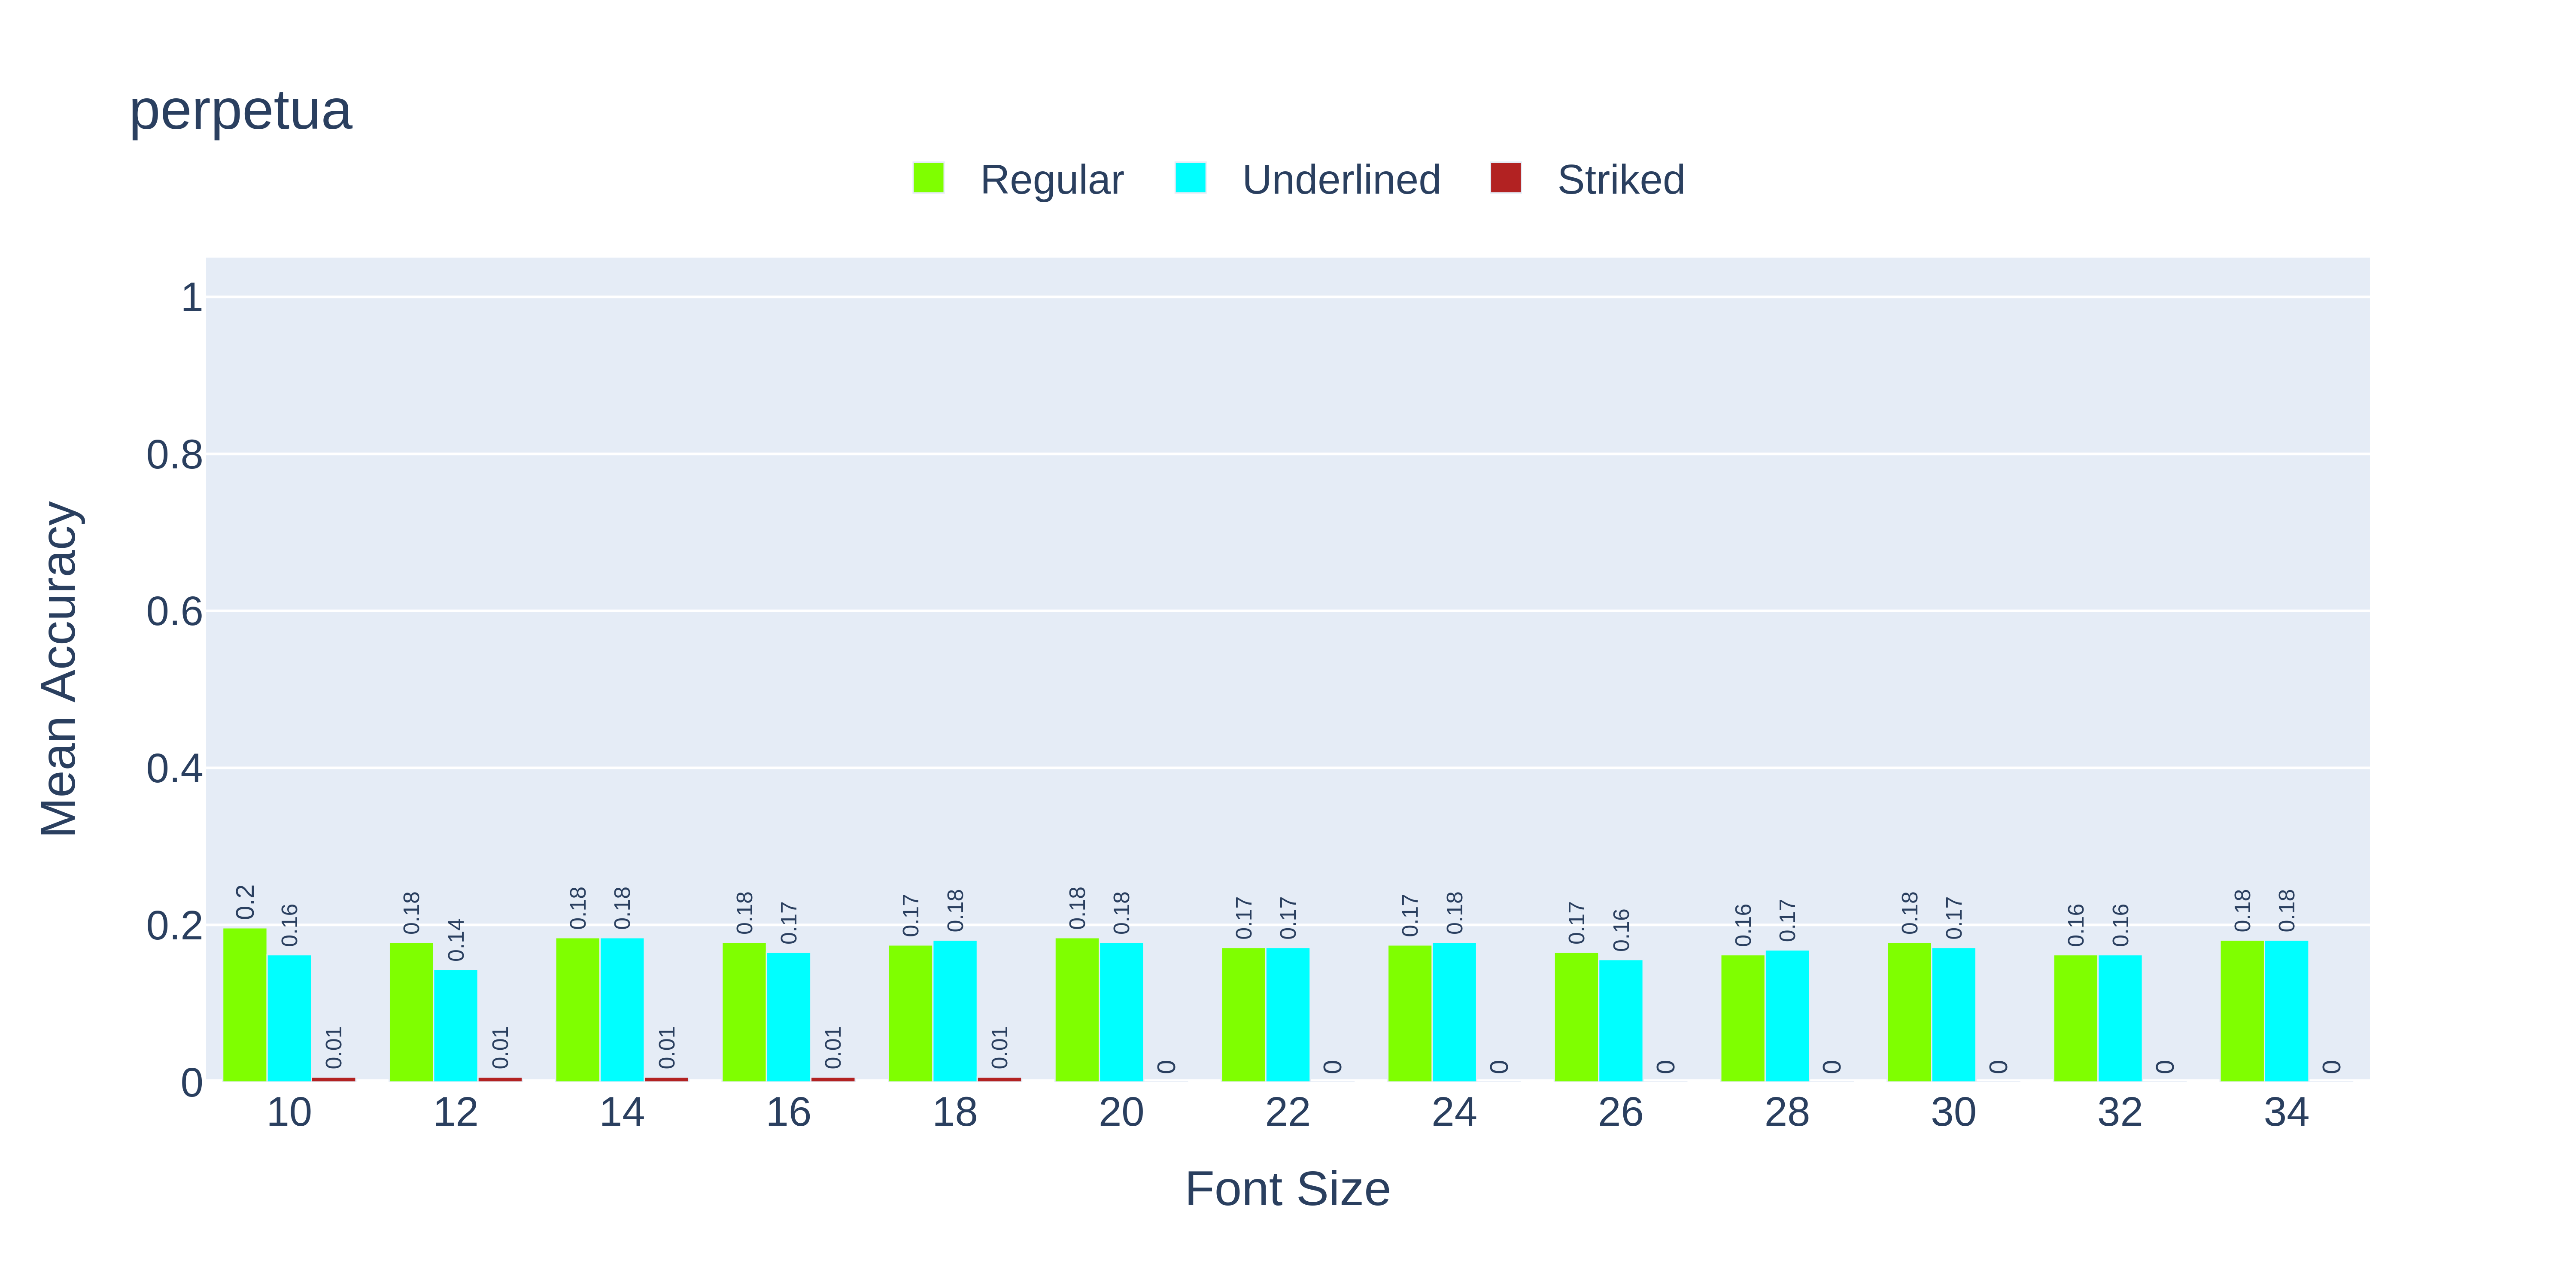 perpetua
Regular Underlined Striked
Mean Accuracy
1
0.8
0.6
0.4
0.2
0
0.2 0.16 0.01 0.18 0.14 0.01 0.18 0.18 0.01 0.18 0.17 0.01 0.17 0.18 0.01 0.18 0.18 0 0.17 0.17 0 0.17 0.18 0 0.17 0.16 0 0.16 0.17 0 0.18 0.17 0 0.16 0.16 0 0.18 0.18 0
10 12 14 16 18 20 22 24 26 28 30 32 34
Font Size